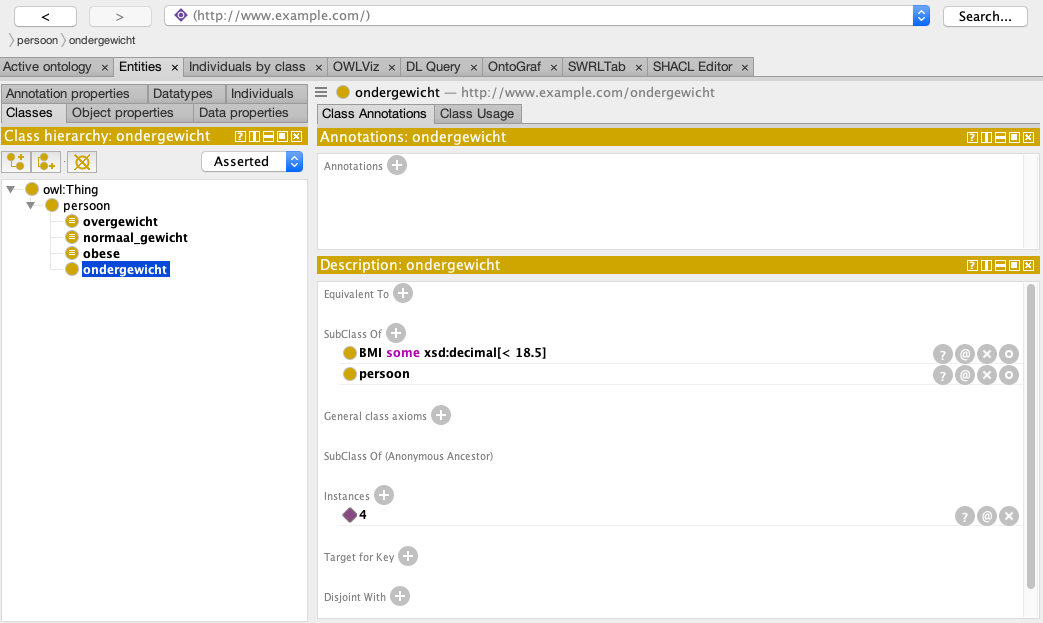 <
>
(http://www.example.com/)
Search...
persoon
ondergewicht
Active ontology ×
Entities ×
Individuals by class ×
OWLViz ×
DL Query ×
OntoGraf ×
SWRLTab ×
SHACL Editor ×
Annotation properties
Datatypes
Individuals
Classes
Object properties
Data properties
Class hierarchy: ondergewicht
Asserted
owl:Thing
persoon
overgewicht
normaal_gewicht
obese
ondergewicht
ondergewicht — http://www.example.com/ondergewicht
Class Annotations
Class Usage
Annotations: ondergewicht
Annotations
Description: ondergewicht
Equivalent To
SubClass Of
BMI some xsd:decimal[< 18.5]
persoon
General class axioms
SubClass Of (Anonymous Ancestor)
Instances
4
Target for Key
Disjoint With